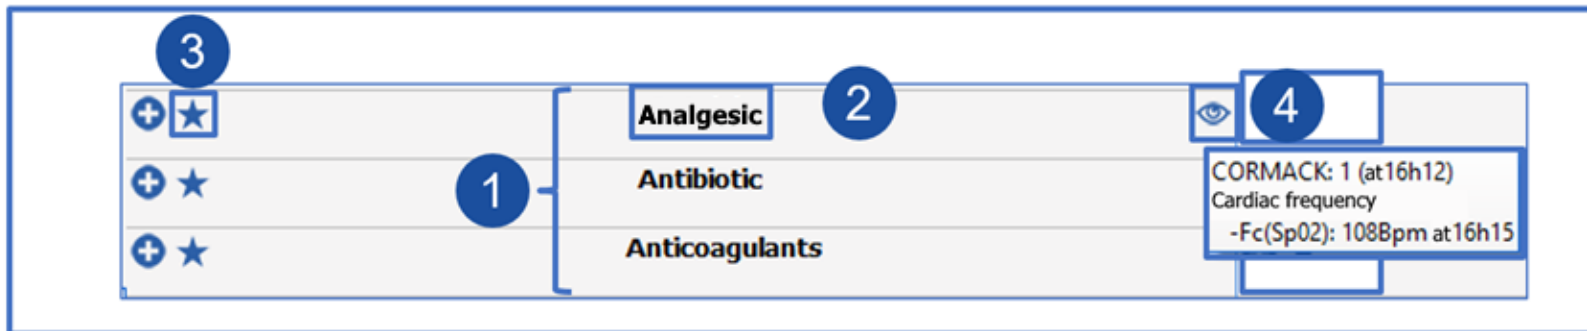 3
Analgesic
2
4
1
Antibiotic
CORMACK: 1 (at16h12)
Cardiac frequency
-Fc(Sp02): 108Bpm at16h15
Anticoagulants